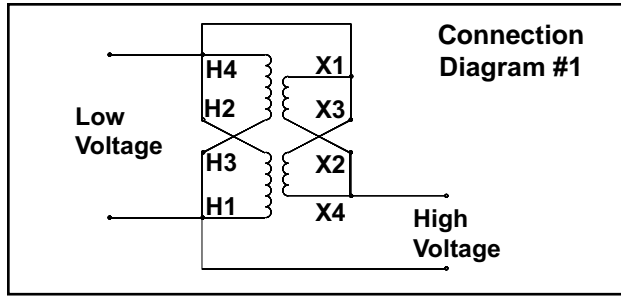 Connection
Diagram #1
H4
X1
H2
X3
Low
Voltage
H3
X2
H1
X4
High
Voltage